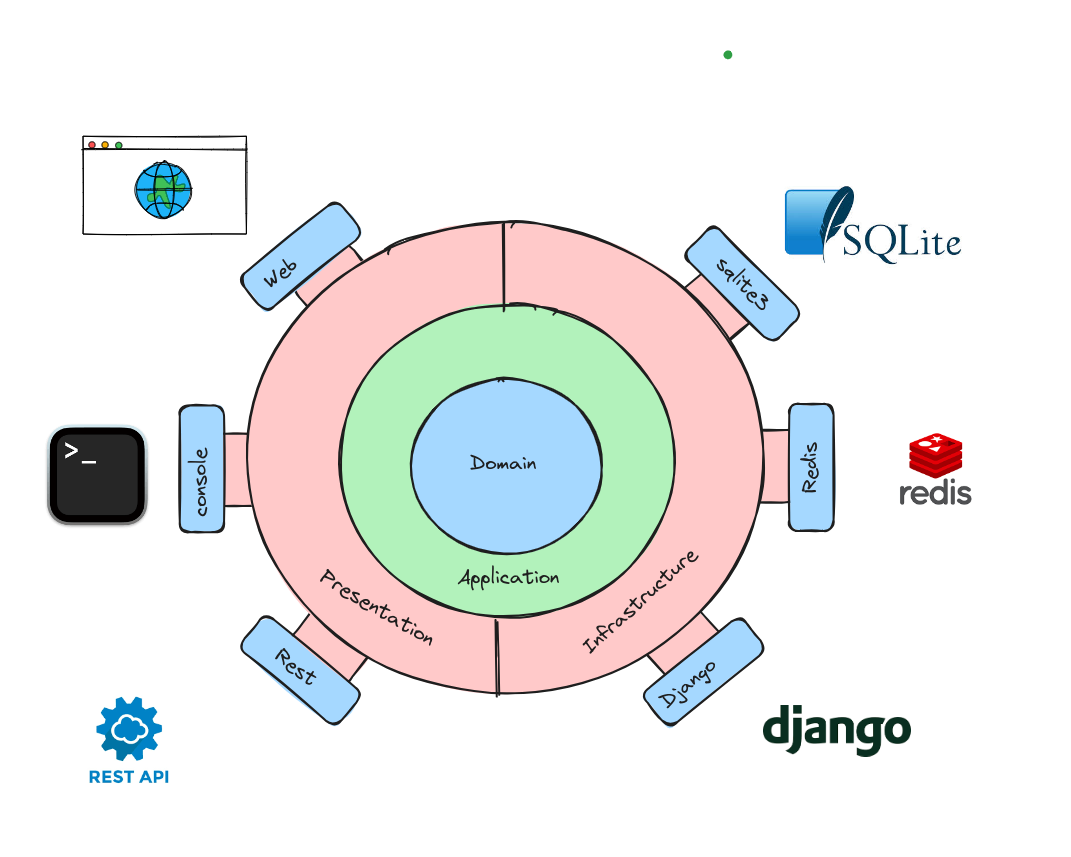 SQLite
Web
sqlite3
>_
console
Domain
Redis
redis
Application
Presentation
Infrastructure
Rest
Django
django
REST API